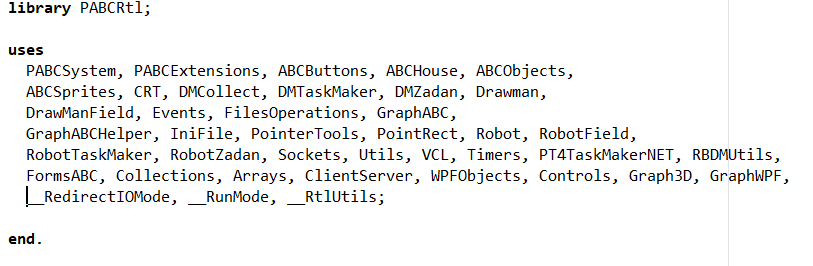 library PABCRtl;
uses
PABCSystem, PABCExtensions, ABCButtons, ABCHouse, ABCObjects,
ABCSprites, CRT, DMCollect, DMTaskMaker, DMZadan, Drawman,
DrawManField, Events, FilesOperations, GraphABC,
GraphABCHelper, IniFile, PointerTools, PointRect, Robot, RobotField,
RobotTaskMaker, RobotZadan, Sockets, Utils, VCL, Timers, PT4TaskMakerNET, RBDMUtils,
FormsABC, Collections, Arrays, ClientServer, WPFObjects, Controls, Graph3D, GraphWPF,
__RedirectIOMode, __RunMode, __RtlUtils;
end.